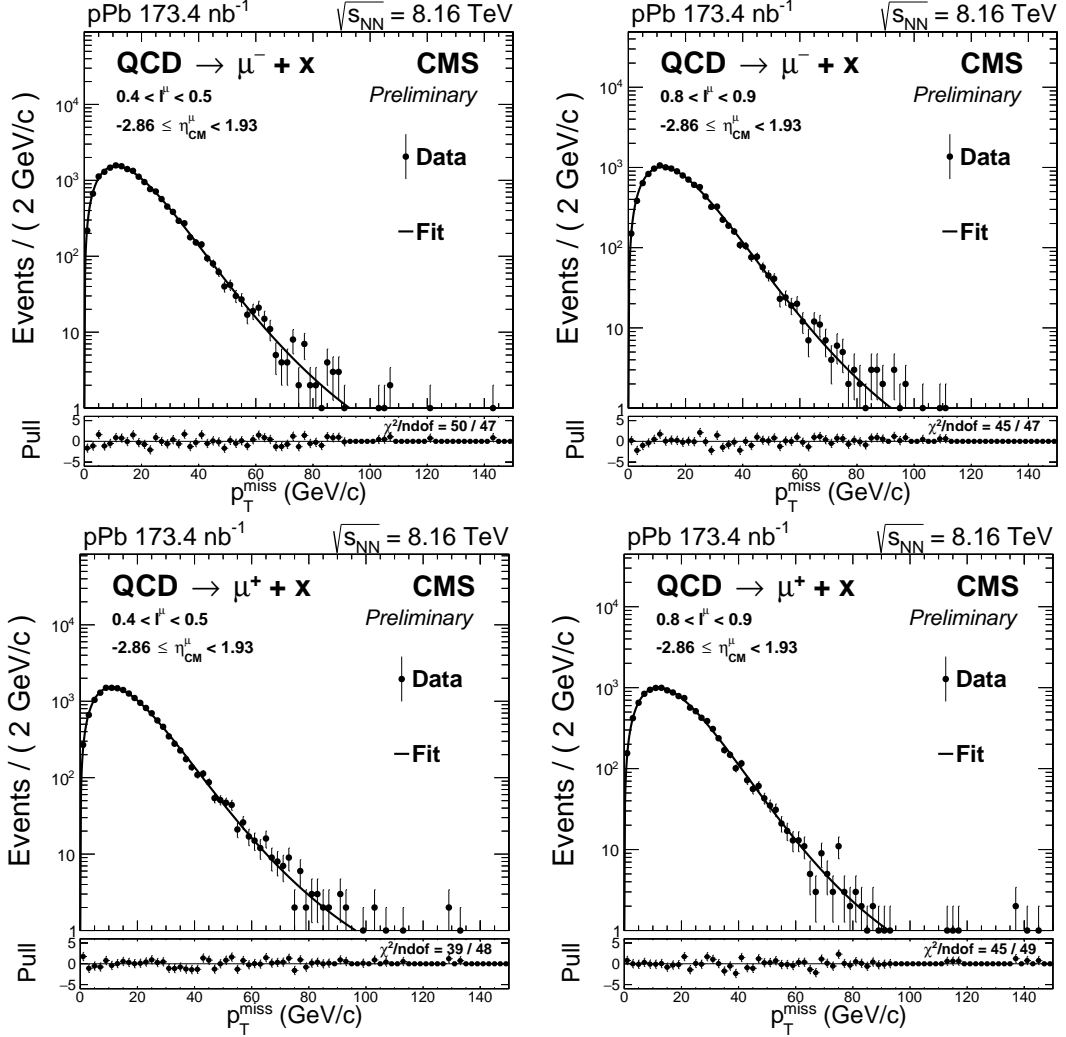 pPb 173.4 nb⁻¹ √s_NN = 8.16 TeV
QCD → μ⁻ + x CMS
0.4 < I^μ < 0.5 Preliminary
-2.86 ≤ η^μ_CM < 1.93
Data
Fit
Events / ( 2 GeV/c)
10⁴
10³
10²
10
1
Pull
5
0
−5
χ²/ndof = 50 / 47
0 20 40 60 80 100 120 140
p_T^miss (GeV/c)
pPb 173.4 nb⁻¹ √s_NN = 8.16 TeV
QCD → μ⁻ + x CMS
0.8 < I^μ < 0.9 Preliminary
-2.86 ≤ η^μ_CM < 1.93
Data
Fit
Events / ( 2 GeV/c)
10⁴
10³
10²
10
1
Pull
5
0
−5
χ²/ndof = 45 / 47
0 20 40 60 80 100 120 140
p_T^miss (GeV/c)
pPb 173.4 nb⁻¹ √s_NN = 8.16 TeV
QCD → μ⁺ + x CMS
0.4 < I^μ < 0.5 Preliminary
-2.86 ≤ η^μ_CM < 1.93
Data
Fit
Events / ( 2 GeV/c)
10⁴
10³
10²
10
1
Pull
5
0
−5
χ²/ndof = 39 / 48
0 20 40 60 80 100 120 140
p_T^miss (GeV/c)
pPb 173.4 nb⁻¹ √s_NN = 8.16 TeV
QCD → μ⁺ + x CMS
0.8 < I^μ < 0.9 Preliminary
-2.86 ≤ η^μ_CM < 1.93
Data
Fit
Events / ( 2 GeV/c)
10⁴
10³
10²
10
1
Pull
5
0
−5
χ²/ndof = 45 / 49
0 20 40 60 80 100 120 140
p_T^miss (GeV/c)